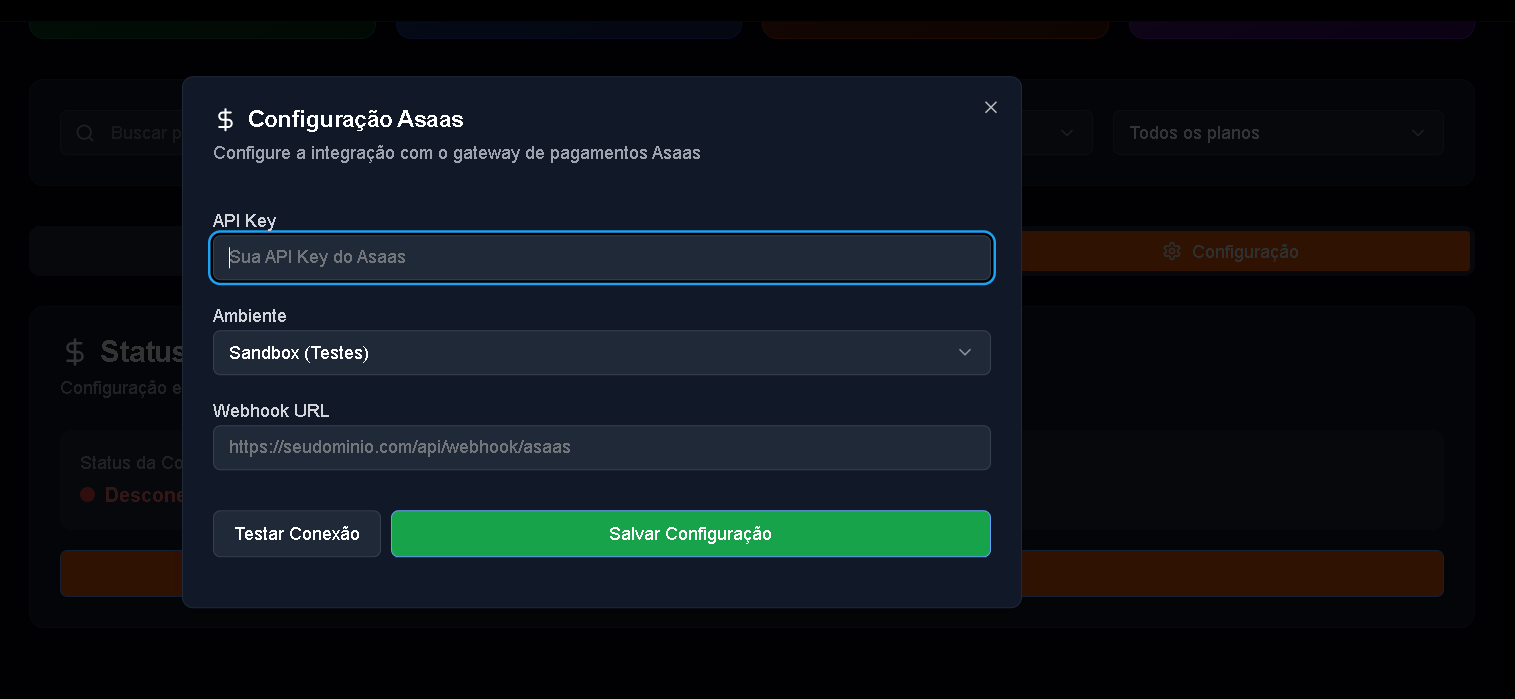 Configuração Asaas
Configure a integração com o gateway de pagamentos Asaas
Buscar p
Todos os planos
API Key
Sua API Key do Asaas
Configuração
Ambiente
Sandbox (Testes)
Status
Configuração e
Webhook URL
https://seudominio.com/api/webhook/asaas
Status da Co
Descone
Testar Conexão
Salvar Configuração